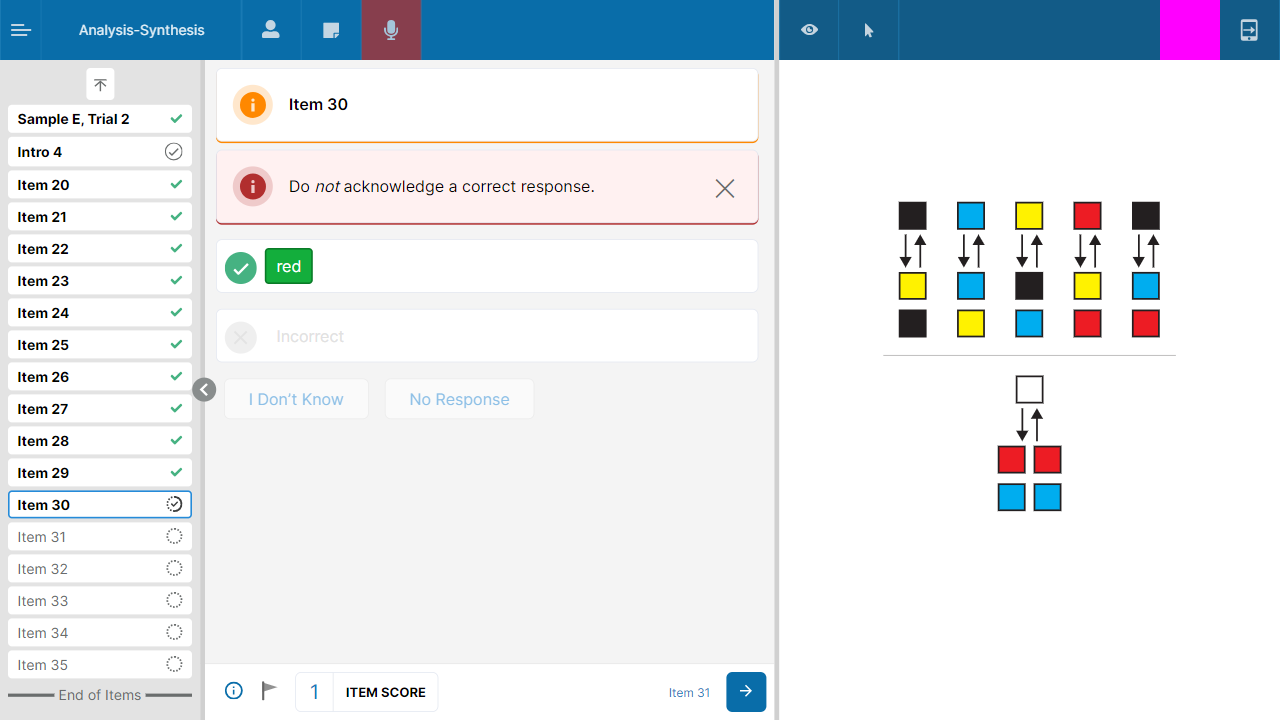 Analysis-Synthesis
Sample E, Trial 2
Intro 4
Item 20
Item 21
Item 22
Item 23
Item 24
Item 25
Item 26
Item 27
Item 28
Item 29
Item 30
Item 31
Item 32
Item 33
Item 34
Item 35
End of Items
Item 30
Do not acknowledge a correct response.
red
Incorrect
I Don't Know
No Response
1 ITEM SCORE
Item 31